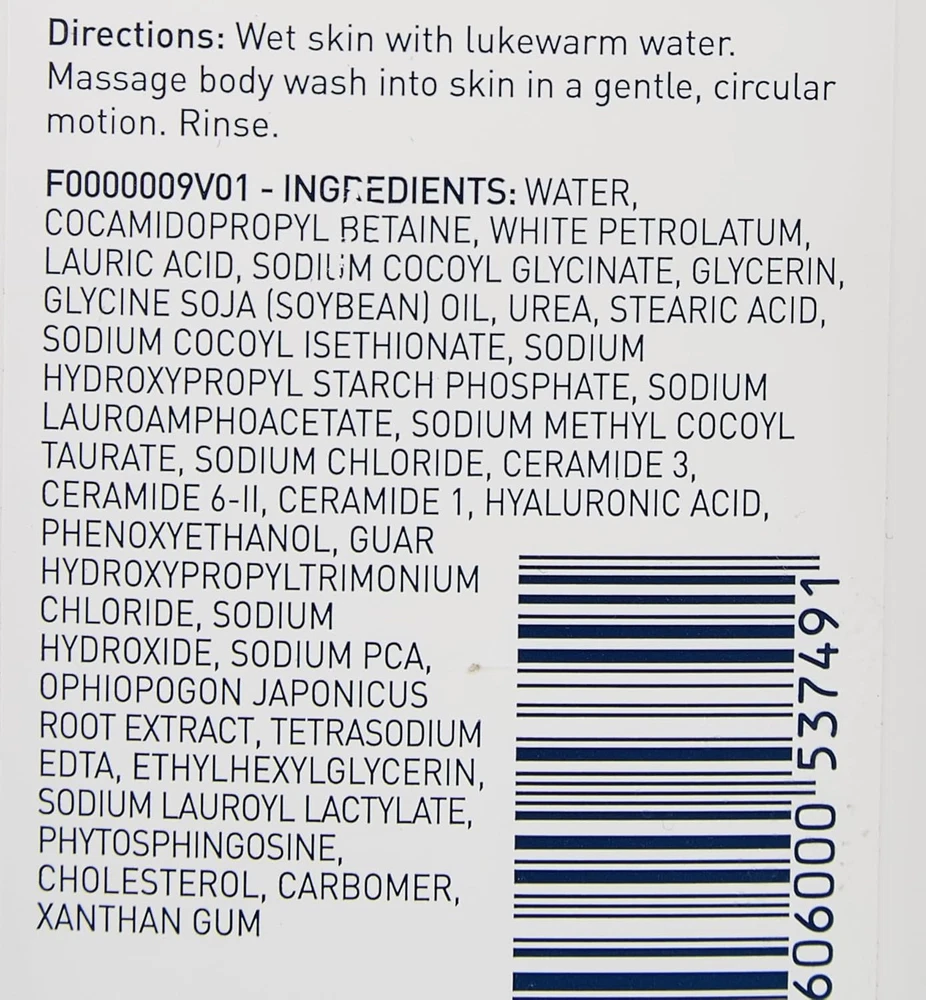 Directions: Wet skin with lukewarm water.
Massage body wash into skin in a gentle, circular
motion. Rinse.
F0000009V01 - INGREDIENTS: WATER,
COCAMIDOPROPYL BETAINE, WHITE PETROLATUM,
LAURIC ACID, SODIUM COCOYL GLYCINATE, GLYCERIN,
GLYCINE SOJA (SOYBEAN) OIL, UREA, STEARIC ACID,
SODIUM COCOYL ISETHIONATE, SODIUM
HYDROXYPROPYL STARCH PHOSPHATE, SODIUM
LAUROAMPHOACETATE, SODIUM METHYL COCOYL
TAURATE, SODIUM CHLORIDE, CERAMIDE 3,
CERAMIDE 6-II, CERAMIDE 1, HYALURONIC ACID,
PHENOXYETHANOL, GUAR
HYDROXYPROPYLTRIMONIUM
CHLORIDE, SODIUM
HYDROXIDE, SODIUM PCA,
OPHIOPOGON JAPONICUS
ROOT EXTRACT, TETRASODIUM
EDTA, ETHYLHEXYLGLYCERIN,
SODIUM LAUROYL LACTYLATE,
PHYTOSPHINGOSINE,
CHOLESTEROL, CARBOMER,
XANTHAN GUM
606000 537491